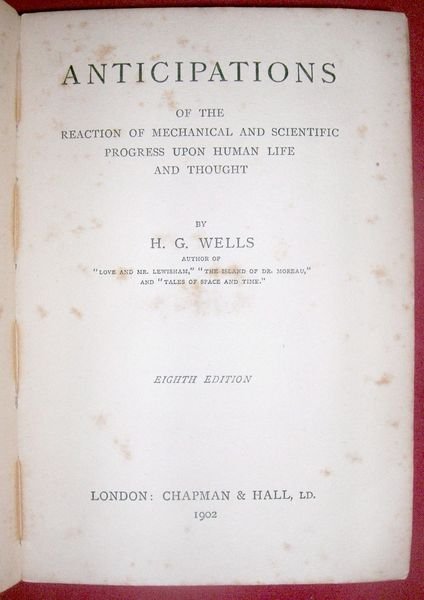 ANTICIPATIONS
OF THE
REACTION OF MECHANICAL AND SCIENTIFIC
PROGRESS UPON HUMAN LIFE
AND THOUGHT
BY
H. G. WELLS
AUTHOR OF
"LOVE AND MR. LEWISHAM," "THE ISLAND OF DR. MOREAU,"
AND "TALES OF SPACE AND TIME."
EIGHTH EDITION
LONDON: CHAPMAN & HALL, LD.
1902